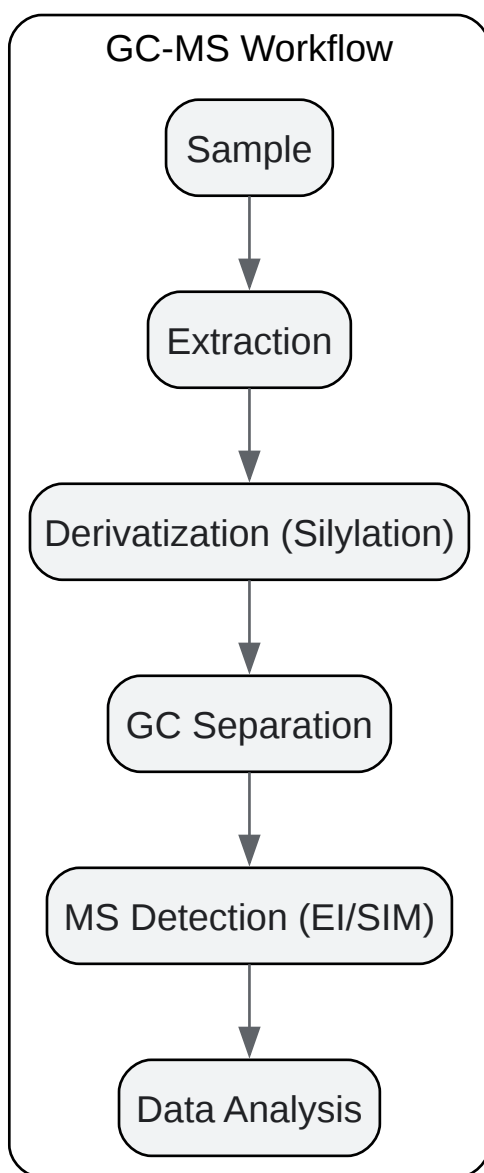 GC-MS Workflow
Sample
Extraction
Derivatization (Silylation)
GC Separation
MS Detection (EI/SIM)
Data Analysis